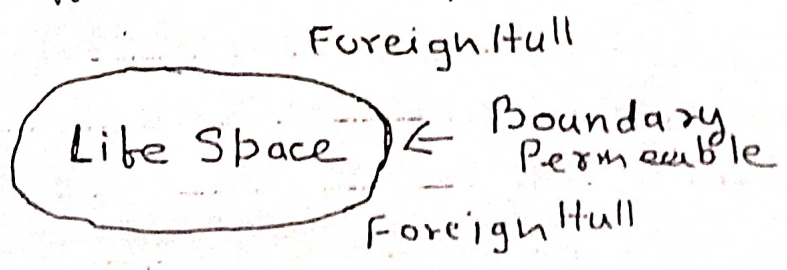 Foreign Hull
Life Space
← Boundary
Permeable
Foreign Hull